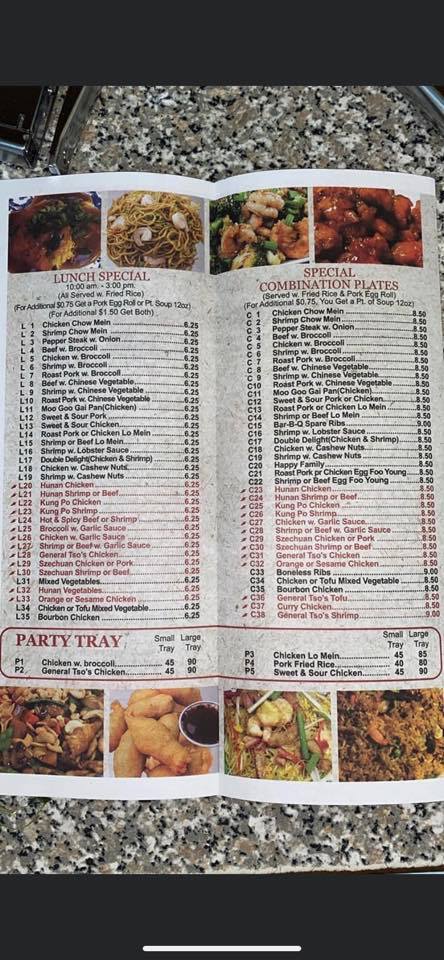 LUNCH SPECIAL
10:00 am. - 3:00 pm.
(All Served w. Fried Rice)
(For Additional $0.75 Get a Pork Egg Roll or Pt. Soup 12oz)
(For Additional $1.50 Get Both)
L 1 Chicken Chow Mein 6.25
L 2 Shrimp Chow Mein 6.25
L 3 Pepper Steak w. Onion 6.25
L 4 Beef w. Broccoli 6.25
L 5 Chicken w. Broccoli 6.25
L 6 Shrimp w. Broccoli 6.25
L 7 Roast Pork w. Broccoli 6.25
L 8 Beef w. Chinese Vegetable 6.25
L 9 Shrimp w. Chinese Vegetable 6.25
L10 Roast Pork w. Chinese Vegetable 6.25
L11 Moo Goo Gai Pan(Chicken) 6.25
L12 Sweet & Sour Pork 6.25
L13 Sweet & Sour Chicken 6.25
L14 Roast Pork or Chicken Lo Mein 6.25
L15 Shrimp or Beef Lo Mein 6.25
L16 Shrimp w. Lobster Sauce 6.25
L17 Double Delight(Chicken & Shrimp) 6.25
L18 Chicken w. Cashew Nuts 6.25
L19 Shrimp w. Cashew Nuts 6.25
L20 Hunan Chicken 6.25
L21 Hunan Shrimp or Beef 6.25
L22 Kung Po Chicken 6.25
L23 Kung Po Shrimp 6.25
L24 Hot & Spicy Beef or Shrimp 6.25
L25 Broccoli w. Garlic Sauce 6.25
L26 Chicken w. Garlic Sauce 6.25
L27 Shrimp or Beef w. Garlic Sauce 6.25
L28 General Tso's Chicken 6.25
L29 Szechuan Chicken or Pork 6.25
L30 Szechuan Shrimp or Beef 6.25
L31 Mixed Vegetables 6.25
L32 Hunan Vegetables 6.25
L33 Orange or Sesame Chicken 6.25
L34 Chicken or Tofu Mixed Vegetable 6.25
L35 Bourbon Chicken 6.25
SPECIAL
COMBINATION PLATES
(Served w. Fried Rice & Pork Egg Roll)
(For Additional $0.75, You Get a Pt. of Soup 12oz)
C 1 Chicken Chow Mein 8.50
C 2 Shrimp Chow Mein 8.50
C 3 Pepper Steak w. Onion 8.50
C 4 Beef w. Broccoli 8.50
C 5 Chicken w. Broccoli 8.50
C 6 Shrimp w. Broccoli 8.50
C 7 Roast Pork w. Broccoli 8.50
C 8 Beef w. Chinese Vegetable 8.50
C 9 Shrimp w. Chinese Vegetable 8.50
C10 Roast Pork w. Chinese Vegetable 8.50
C11 Moo Goo Gai Pan(Chicken) 8.50
C12 Sweet & Sour Pork or Chicken 8.50
C13 Roast Pork or Chicken Lo Mein 8.50
C14 Shrimp or Beef Lo Mein 8.50
C15 Bar-B-Q Spare Ribs 9.00
C16 Shrimp w. Lobster Sauce 8.50
C17 Double Delight(Chicken & Shrimp) 8.50
C18 Chicken w. Cashew Nuts 8.50
C19 Shrimp w. Cashew Nuts 8.50
C20 Happy Family 8.50
C21 Roast Pork pr Chicken Egg Foo Young 8.50
C22 Shrimp or Beef Egg Foo Young 8.50
C23 Hunan Chicken 8.50
C24 Hunan Shrimp or Beef 8.50
C25 Kung Po Chicken 8.50
C26 Kung Po Shrimp 8.50
C27 Chicken w. Garlic Sauce 8.50
C28 Shrimp or Beef w. Garlic Sauce 8.50
C29 Szechuan Chicken or Pork 8.50
C30 Szechuan Shrimp or Beef 8.50
C31 General Tso's Chicken 8.50
C32 Orange or Sesame Chicken 8.50
C33 Boneless Ribs 9.00
C34 Chicken or Tofu Mixed Vegetable 8.50
C35 Bourbon Chicken 8.50
C36 General Tso's Tofu 8.50
C37 Curry Chicken 8.50
C38 General Tso's Shrimp 9.00
PARTY TRAY
Small Tray Large Tray
P1 Chicken w. broccoli 45 90
P2 General Tso's Chicken 45 90
Small Tray Large Tray
P3 Chicken Lo Mein 45 85
P4 Pork Fried Rice 40 80
P5 Sweet & Sour Chicken 45 90